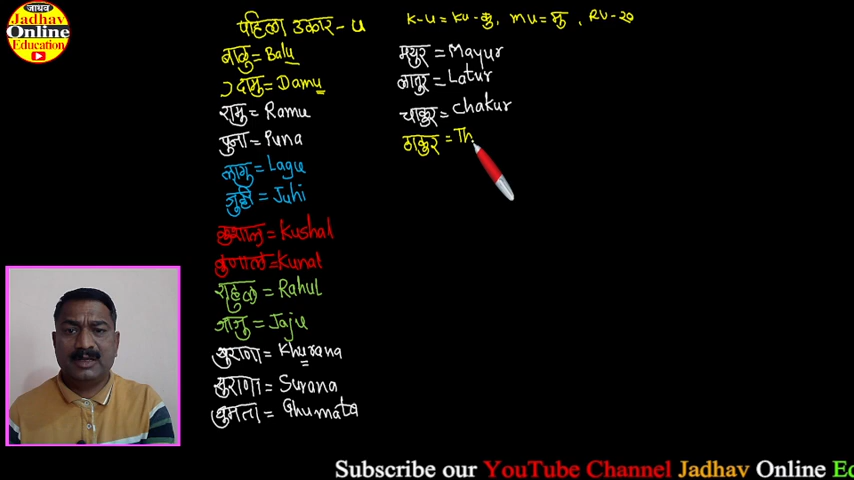 जाधव
Jadhav
Online
Education
पहिला उकार - u
K-U = KU - कु, MU = मु, RU - रु
बाळु = Balu
दामु = Damu
रामु = Ramu
पुना = Puna
लागु = Lagu
जुही = Juhi
कुशाल = Kushal
कुणाल = Kunal
राहुल = Rahul
जाजु = Jaju
खुराणा = Khurana
सुराणा = Surana
घुमता = Ghumata
मयुर = Mayur
लातुर = Latur
चाकुर = Chakur
ठाकुर = Th
Subscribe our YouTube Channel Jadhav Online Ed